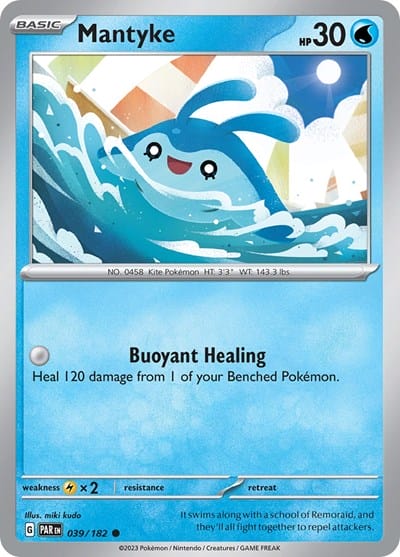 BASIC Mantyke HP 30
NO. 0458 Kite Pokémon HT: 3'3" WT: 143.3 lbs
Buoyant Healing
Heal 120 damage from 1 of your Benched Pokémon.
weakness × 2 resistance retreat
Illus. miki kudo
It swims along with a school of Remoraid, and
G PAR EN 039/182 they'll all fight together to repel attackers.
©2023 Pokémon / Nintendo / Creatures / GAME FREAK